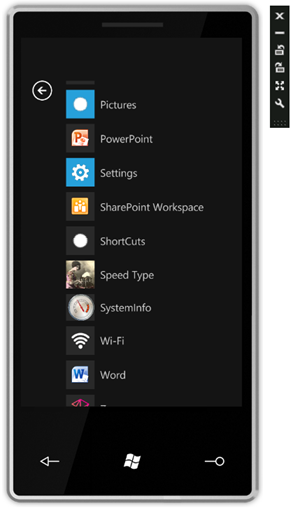 Pictures
PowerPoint
Settings
SharePoint Workspace
ShortCuts
Speed Type
SystemInfo
Wi-Fi
Word